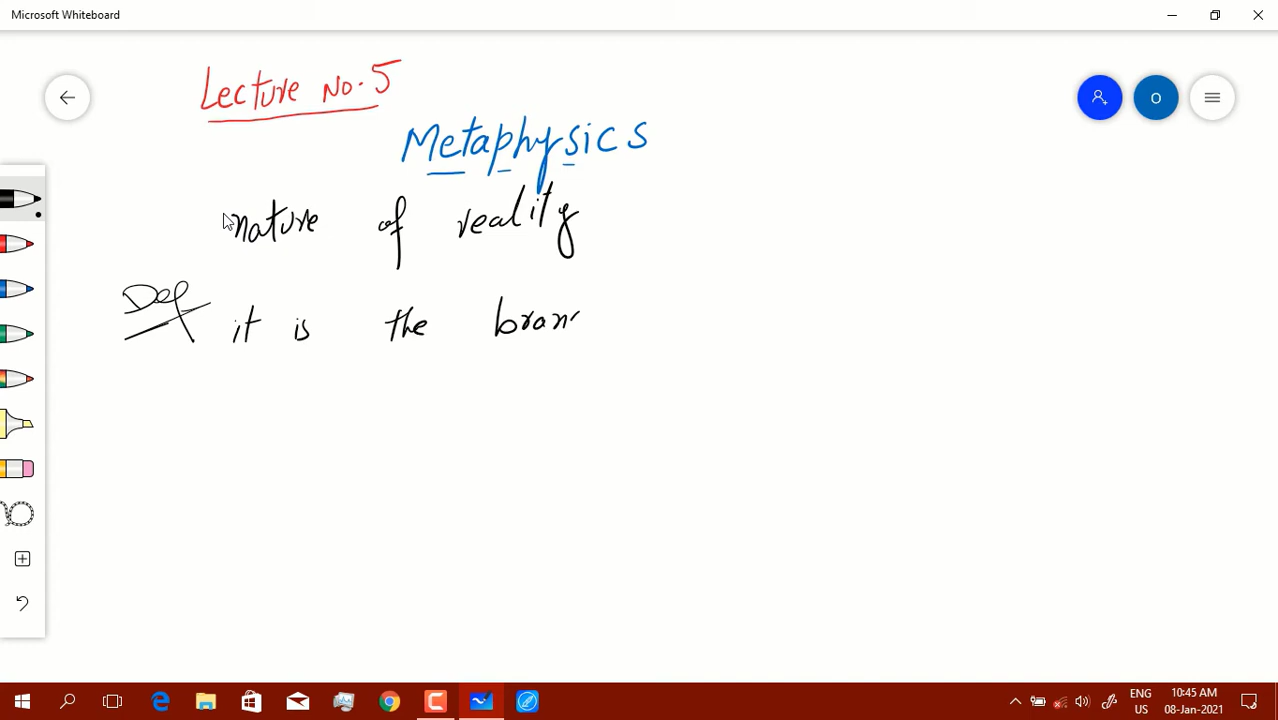 Microsoft Whiteboard
Lecture No. 5
Metaphysics
nature of reality
Def it is the bran
O
ENG
US
10:45 AM
08-Jan-2021